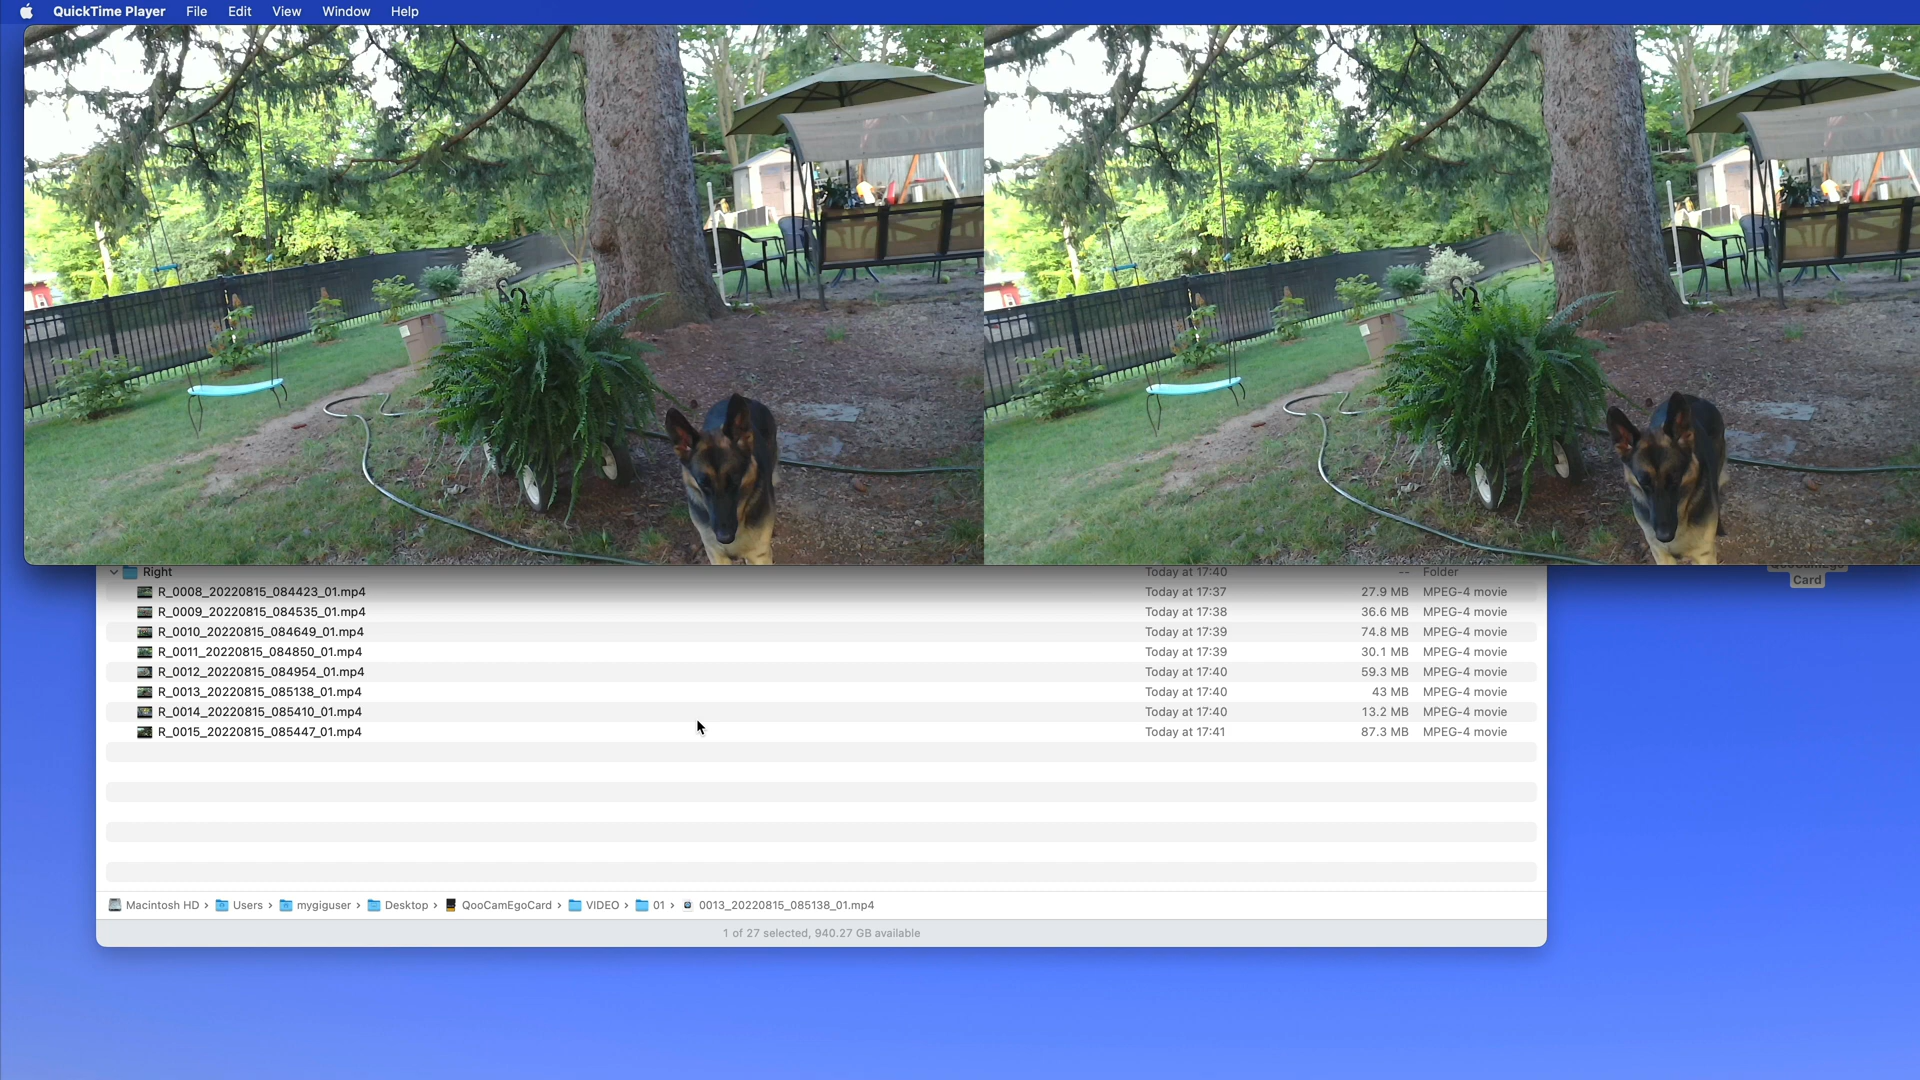 QuickTime Player File Edit View Window Help
Right Today at 17:40 -- Folder
R_0008_20220815_084423_01.mp4 Today at 17:37 27.9 MB MPEG-4 movie
R_0009_20220815_084535_01.mp4 Today at 17:38 36.6 MB MPEG-4 movie
R_0010_20220815_084649_01.mp4 Today at 17:39 74.8 MB MPEG-4 movie
R_0011_20220815_084850_01.mp4 Today at 17:39 30.1 MB MPEG-4 movie
R_0012_20220815_084954_01.mp4 Today at 17:40 59.3 MB MPEG-4 movie
R_0013_20220815_085138_01.mp4 Today at 17:40 43 MB MPEG-4 movie
R_0014_20220815_085410_01.mp4 Today at 17:40 13.2 MB MPEG-4 movie
R_0015_20220815_085447_01.mp4 Today at 17:41 87.3 MB MPEG-4 movie
Macintosh HD › Users › mygiguser › Desktop › QooCamEgoCard › VIDEO › 01 › 0013_20220815_085138_01.mp4
1 of 27 selected, 940.27 GB available
Card